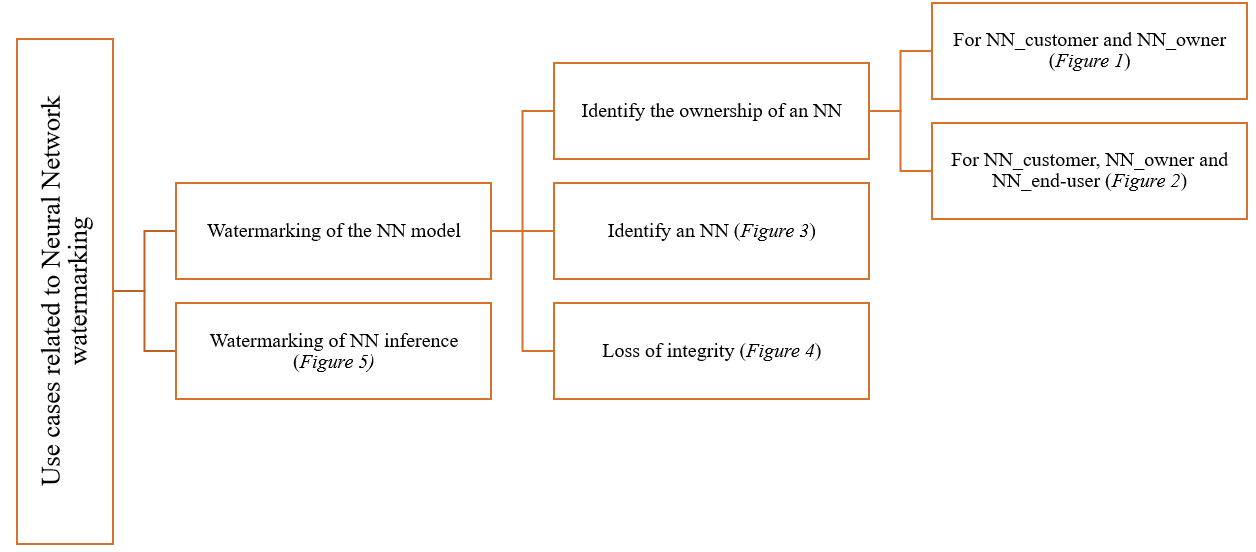 Use cases related to Neural Network
watermarking
Watermarking of the NN model
Watermarking of NN inference
(Figure 5)
Identify the ownership of an NN
Identify an NN (Figure 3)
Loss of integrity (Figure 4)
For NN_customer and NN_owner
(Figure 1)
For NN_customer, NN_owner and
NN_end-user (Figure 2)